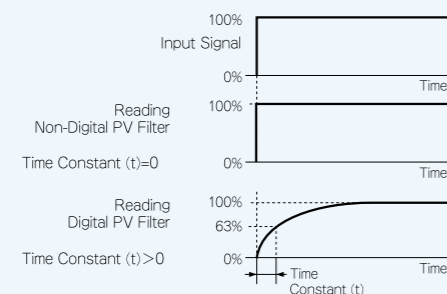 100%
Input Signal
0%
Time
100%
Reading
Non-Digital PV Filter
Time Constant (t)=0
0%
Time
Reading
Digital PV Filter
100%
63%
Time Constant (t)>0
0%
Time
Time
Constant (t)